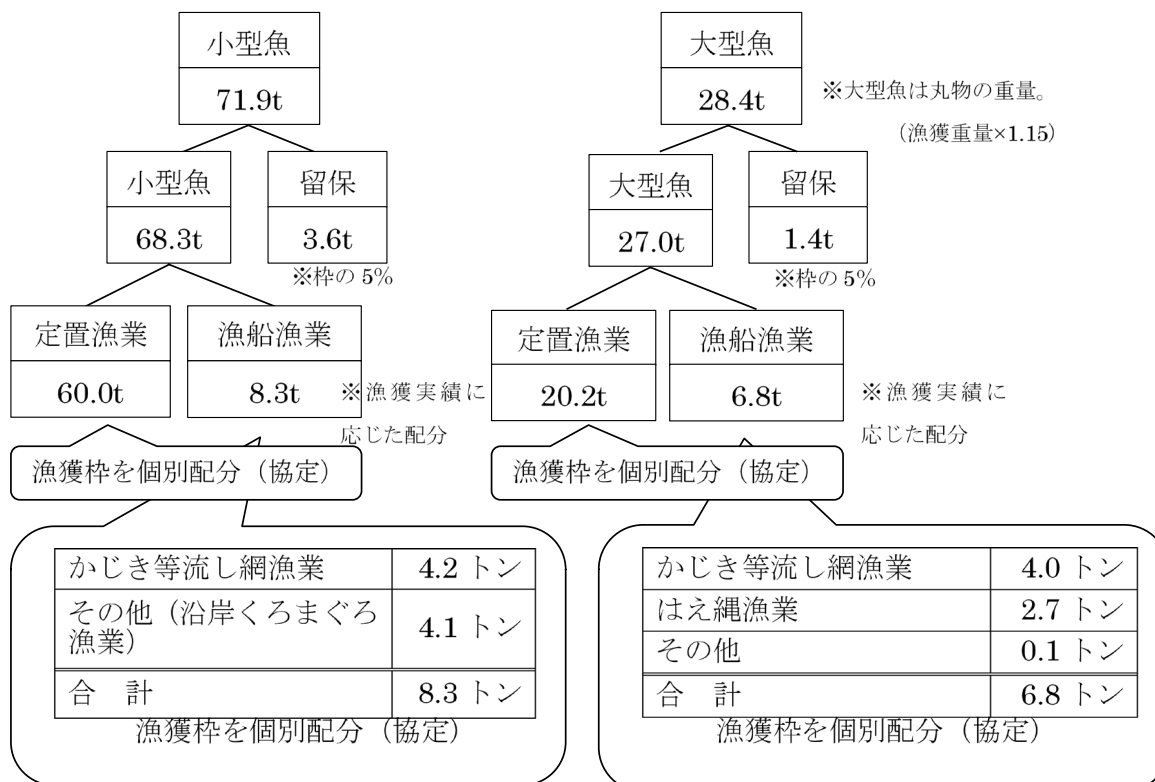 小型魚
71.9t
大型魚
28.4t
※大型魚は丸物の重量。
（漁獲重量×1.15）
小型魚
68.3t
留保
3.6t
※枠の 5%
大型魚
27.0t
留保
1.4t
※枠の 5%
定置漁業
60.0t
漁船漁業
8.3t
※漁獲実績に
応じた配分
定置漁業
20.2t
漁船漁業
6.8t
※漁獲実績に
応じた配分
漁獲枠を個別配分（協定）
漁獲枠を個別配分（協定）
かじき等流し網漁業 4.2 トン
その他（沿岸くろまぐろ
漁業） 4.1 トン
合　計 8.3 トン
漁獲枠を個別配分（協定）
かじき等流し網漁業 4.0 トン
はえ縄漁業 2.7 トン
その他 0.1 トン
合　計 6.8 トン
漁獲枠を個別配分（協定）